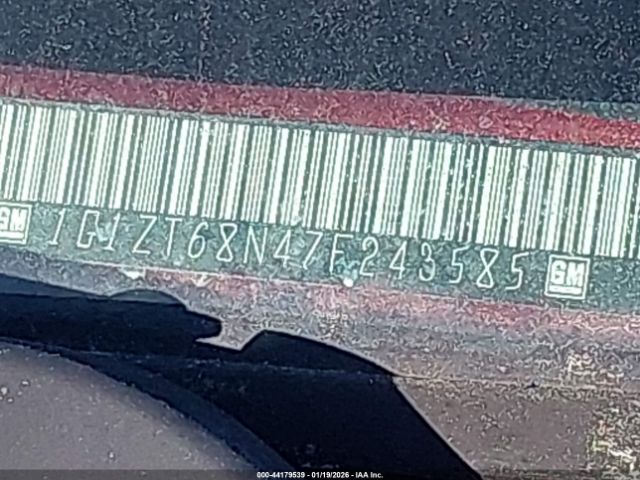 GM 1G1ZT68N47F243585 GM
000-44179539 - 01/19/2026 - IAA Inc.